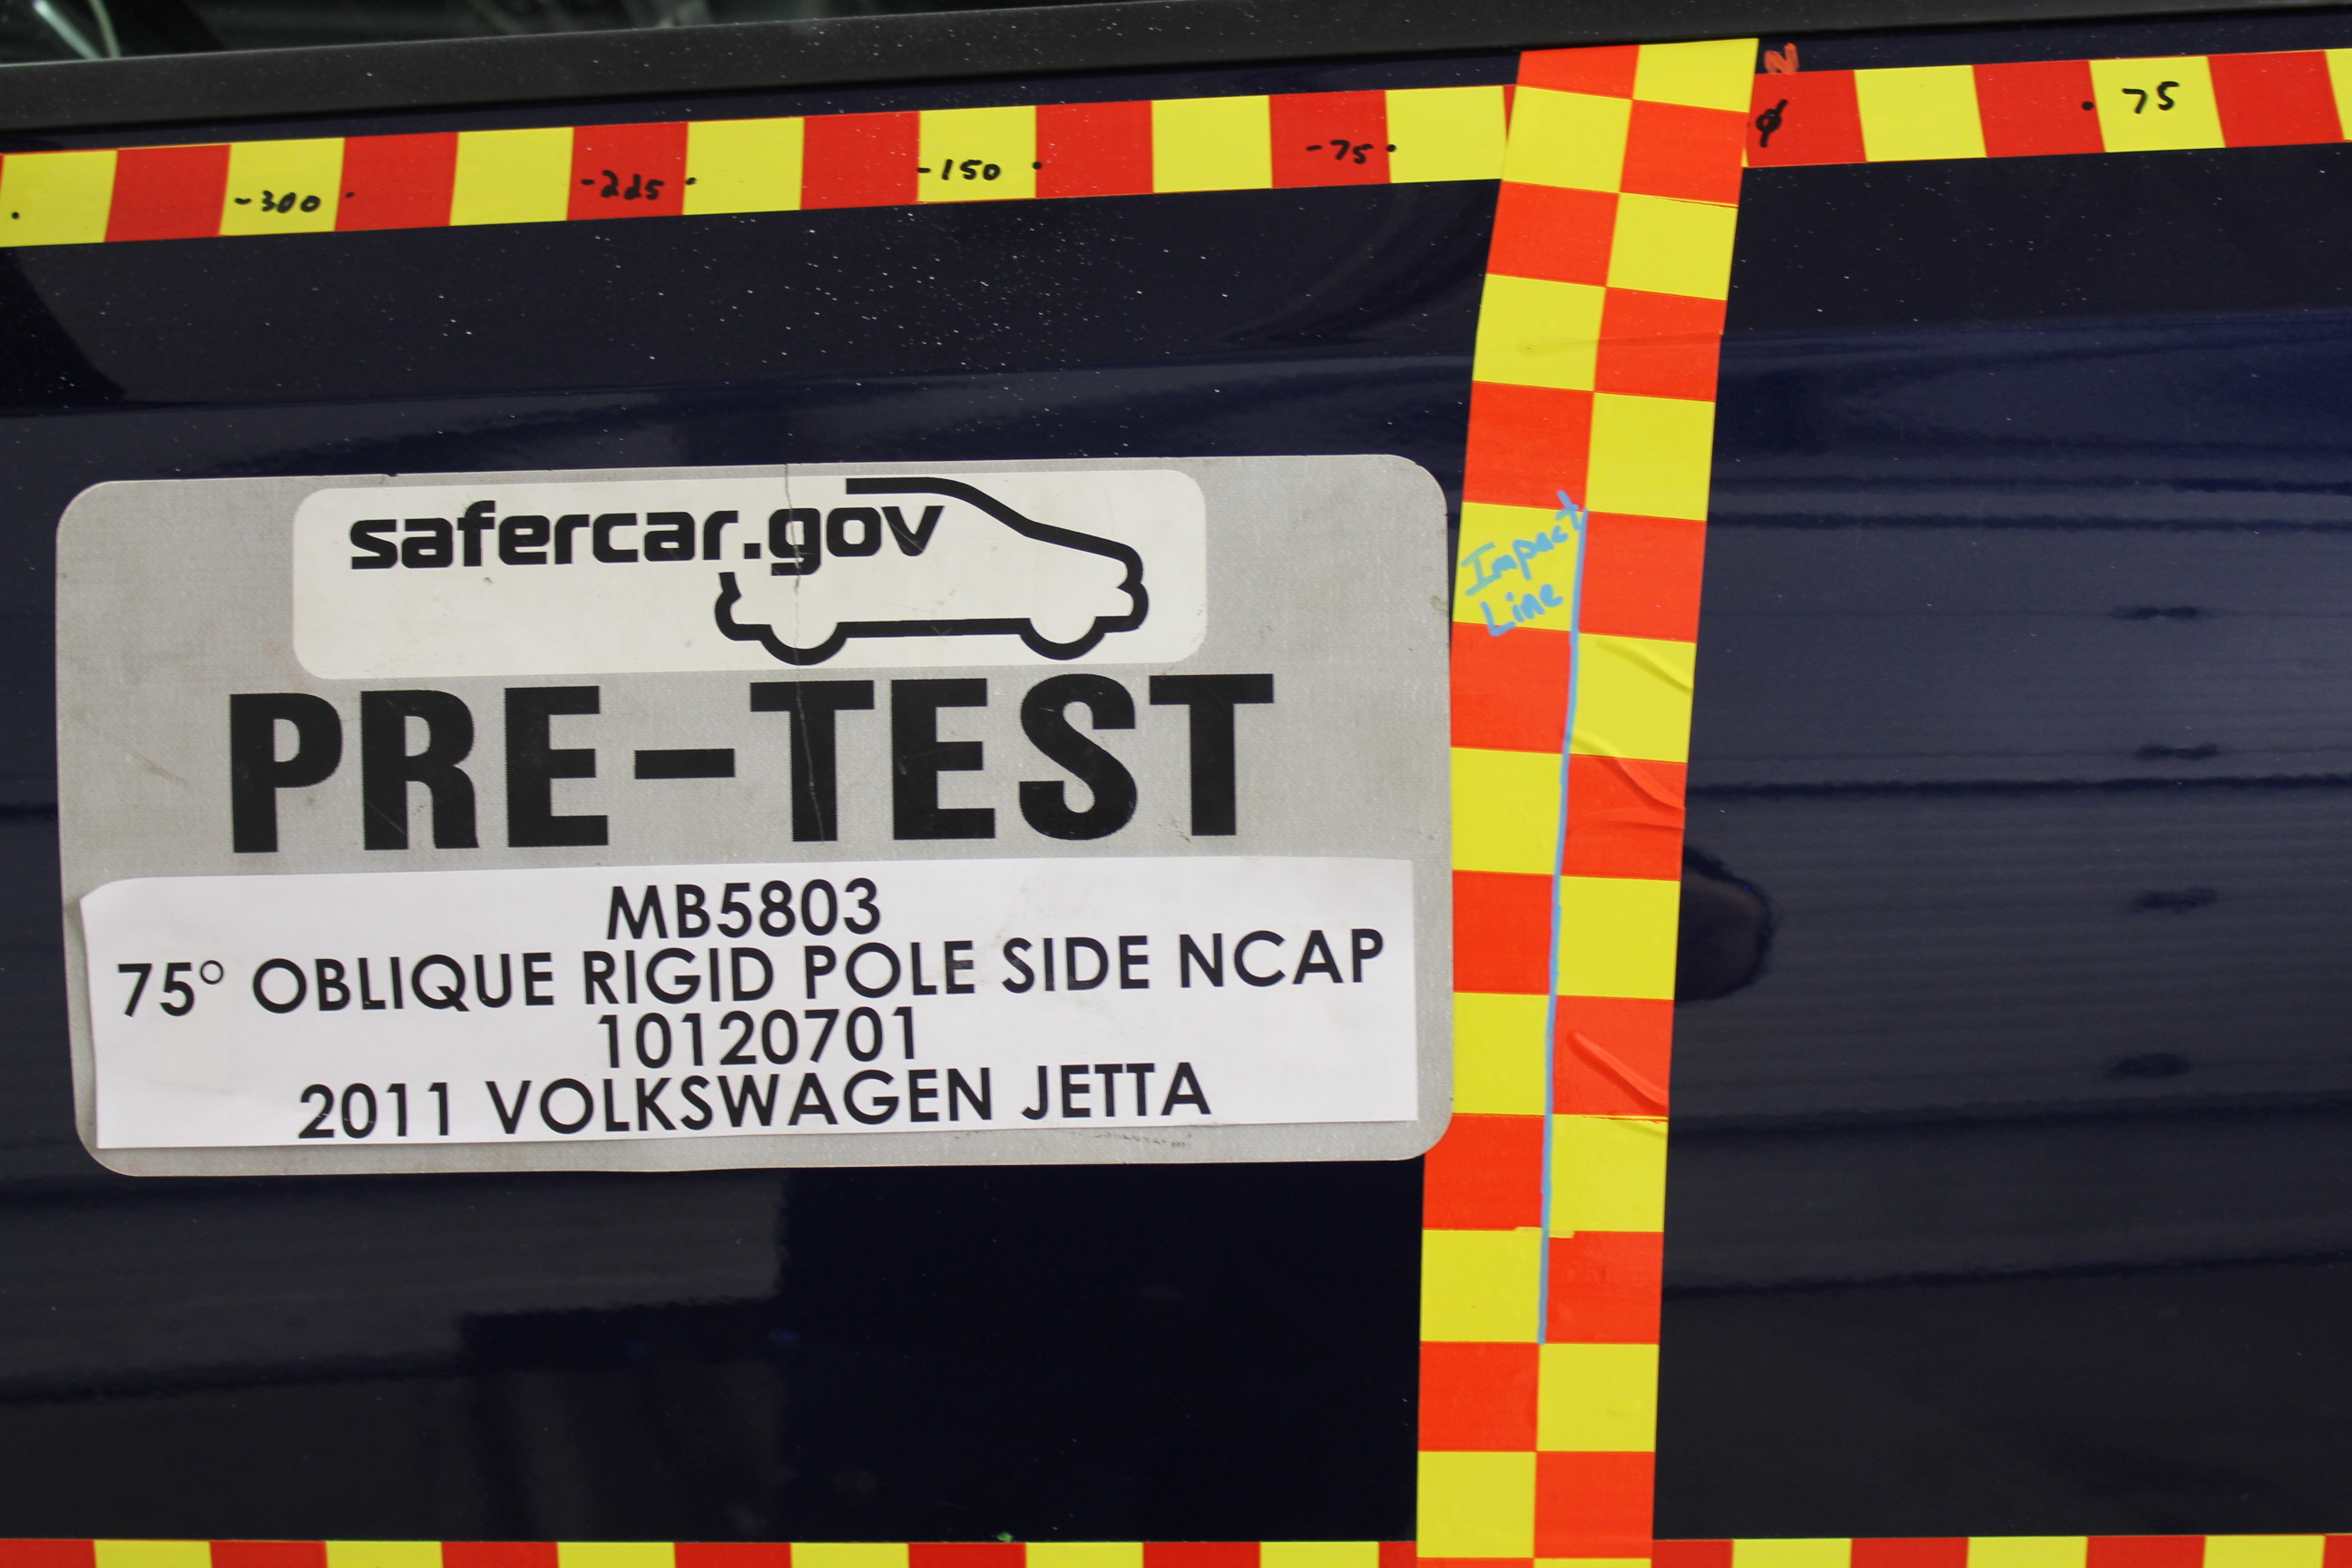 N
-300 -225 -150 -75 ϕ 75
safercar.gov
PRE-TEST
Impact
Line
MB5803
75° OBLIQUE RIGID POLE SIDE NCAP
10120701
2011 VOLKSWAGEN JETTA